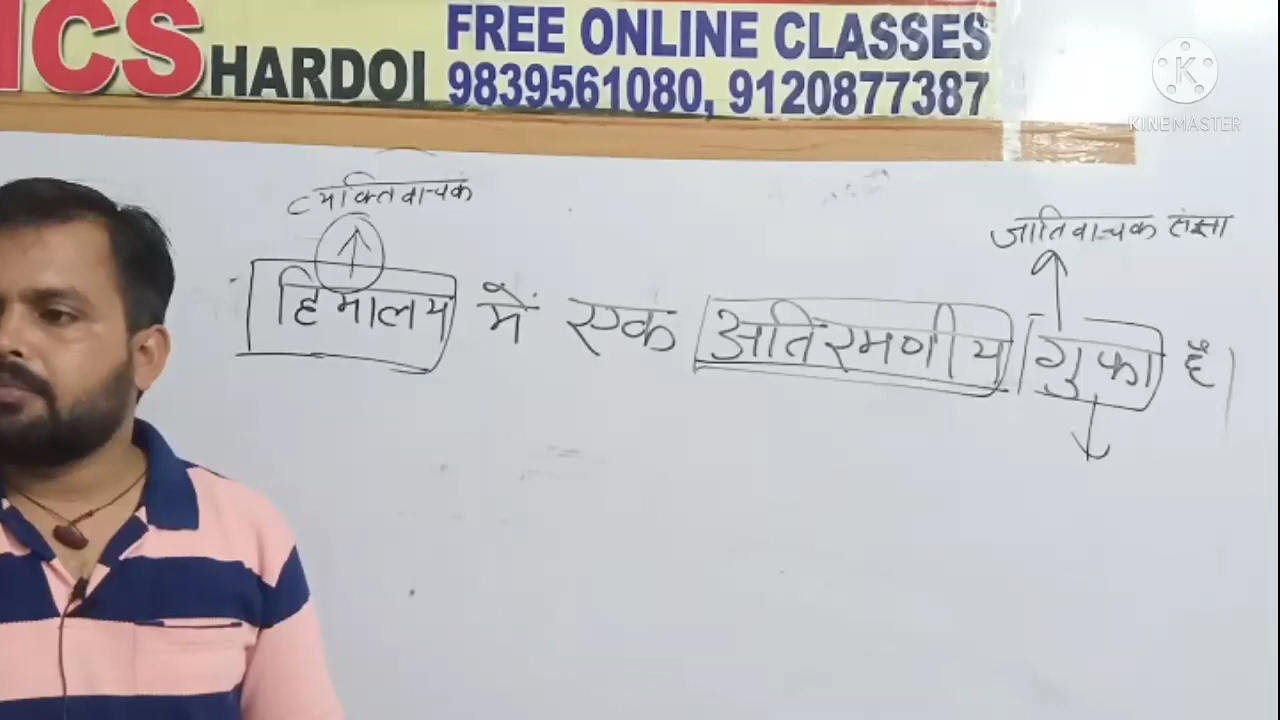 ICS HARDOI FREE ONLINE CLASSES
9839561080, 9120877387
KINEMASTER
व्यक्तिवाचक
जातिवाचक संज्ञा
हिमालय में एक अतिरमणीय गुफा है।